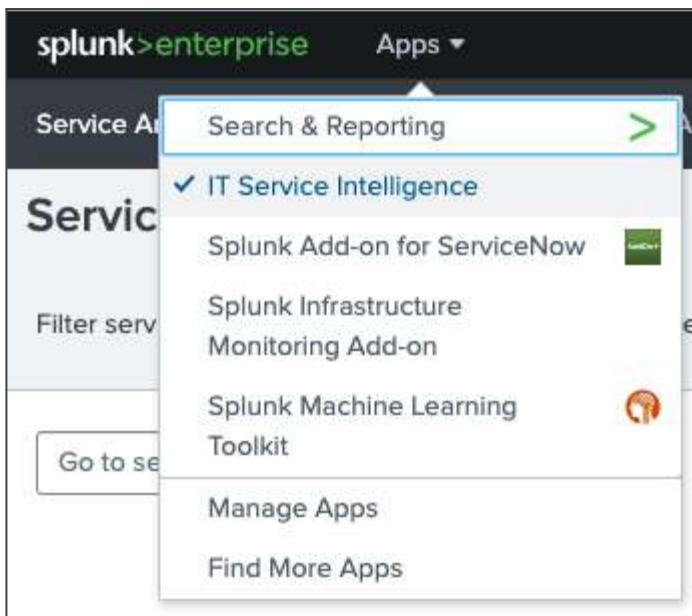 splunk>enterprise Apps
Service A
Search & Reporting
IT Service Intelligence
Servic
Splunk Add-on for ServiceNow
Splunk Infrastructure
Filter serv
Monitoring Add-on
Splunk Machine Learning
Toolkit
Go to se
Manage Apps
Find More Apps